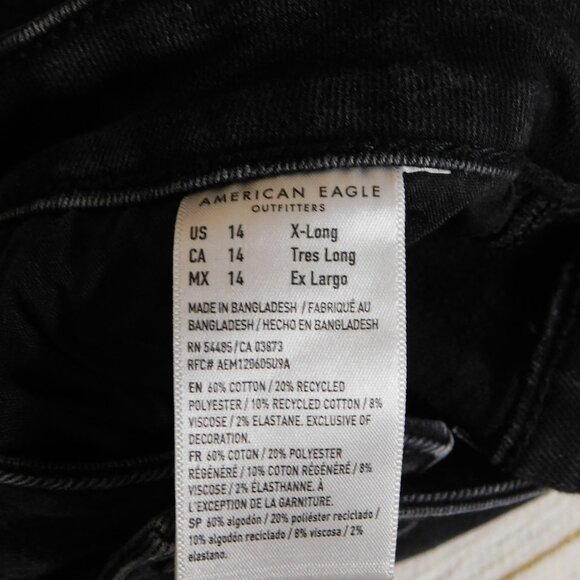 AMERICAN EAGLE
OUTFITTERS
US 14 X-Long
CA 14 Tres Long
MX 14 Ex Largo
MADE IN BANGLADESH / FABRIQUÉ AU
BANGLADESH / HECHO EN BANGLADESH
RN 54485/CA 03873
RFC# AEM120605U9A
EN 60% COTTON / 20% RECYCLED
POLYESTER / 10% RECYCLED COTTON / 8%
VISCOSE / 2% ELASTANE. EXCLUSIVE OF
DECORATION.
FR 60% COTON / 20% POLYESTER
RÉGÉNÉRÉ / 10% COTON RÉGÉNÉRÉ / 8%
VISCOSE / 2% ÉLASTHANNE. À
L'EXCEPTION DE LA GARNITURE.
SP 60% algodón / 20% poliéster reciclado /
10% algodón reciclado / 8% viscosa / 2%
elastano.